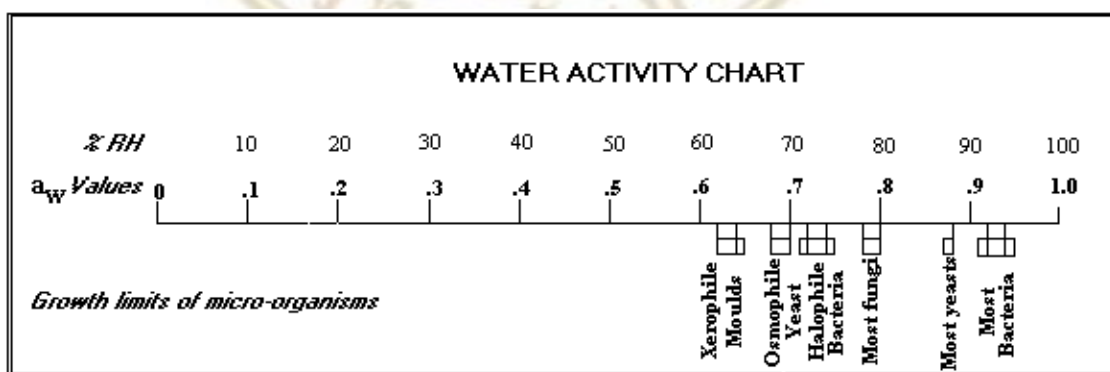 WATER ACTIVITY CHART
% RH 10 20 30 40 50 60 70 80 90 100
aw Values 0 .1 .2 .3 .4 .5 .6 .7 .8 .9 1.0
Growth limits of micro-organisms
Xerophile
Moulds
Osmophile
Yeast
Halophile
Bacteria
Most fungi
Most yeasts
Most
Bacteria